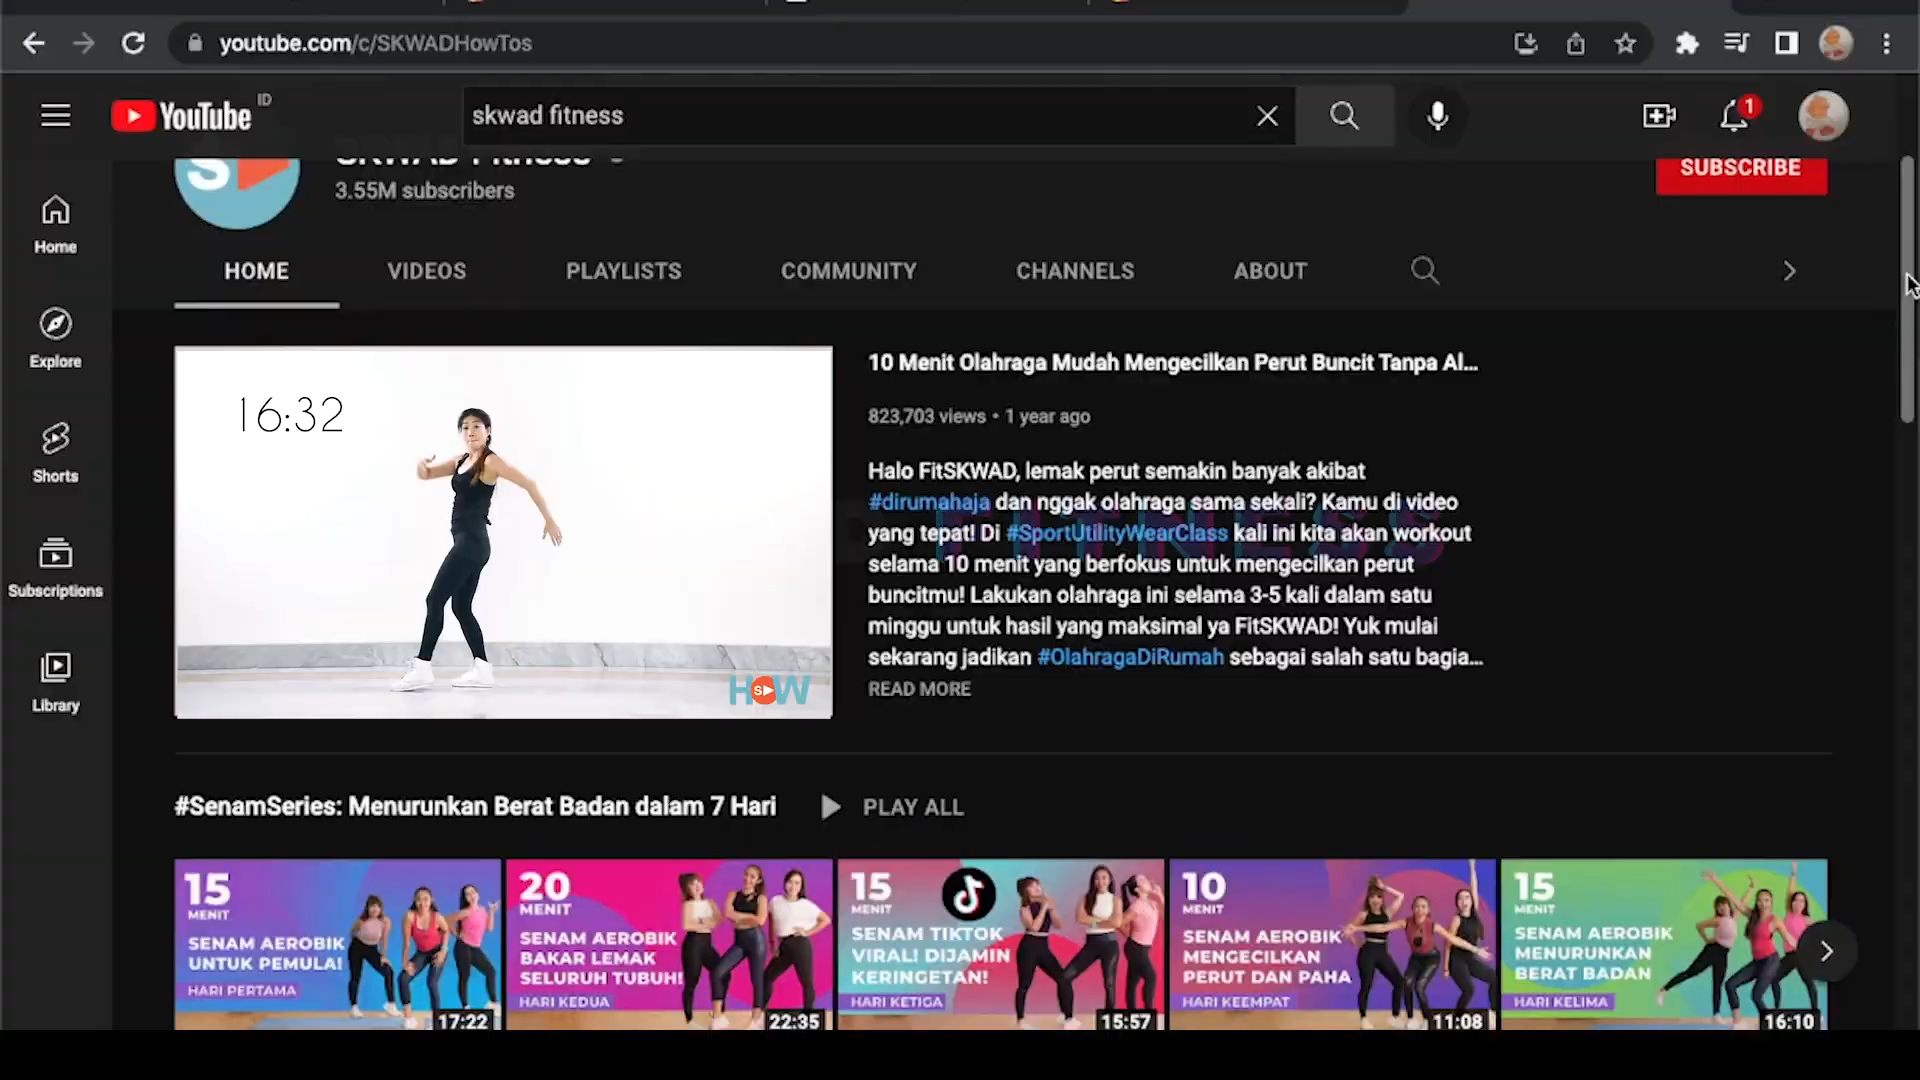 youtube.com/c/SKWADHowTos
YouTube ID
skwad fitness
1
SKWAD Fitness
3.55M subscribers
SUBSCRIBE
Home
Explore
Shorts
Subscriptions
Library
HOME VIDEOS PLAYLISTS COMMUNITY CHANNELS ABOUT
16:32
HOW
10 Menit Olahraga Mudah Mengecilkan Perut Buncit Tanpa Al...
823,703 views • 1 year ago
Halo FitSKWAD, lemak perut semakin banyak akibat
#dirumahaja dan nggak olahraga sama sekali? Kamu di video
yang tepat! Di #SportUtilityWearClass kali ini kita akan workout
selama 10 menit yang berfokus untuk mengecilkan perut
buncitmu! Lakukan olahraga ini selama 3-5 kali dalam satu
minggu untuk hasil yang maksimal ya FitSKWAD! Yuk mulai
sekarang jadikan #OlahragaDiRumah sebagai salah satu bagia...
READ MORE
#SenamSeries: Menurunkan Berat Badan dalam 7 Hari PLAY ALL
15
MENIT
SENAM AEROBIK
UNTUK PEMULA!
HARI PERTAMA
17:22
20
MENIT
SENAM AEROBIK
BAKAR LEMAK
SELURUH TUBUH!
HARI KEDUA
22:35
15
MENIT
SENAM TIKTOK
VIRAL! DIJAMIN
KERINGETAN!
HARI KETIGA
15:57
10
MENIT
SENAM AEROBIK
MENGECILKAN
PERUT DAN PAHA
HARI KEEMPAT
11:08
15
MENIT
SENAM AEROBIK
MENURUNKAN
BERAT BADAN
HARI KELIMA
16:10